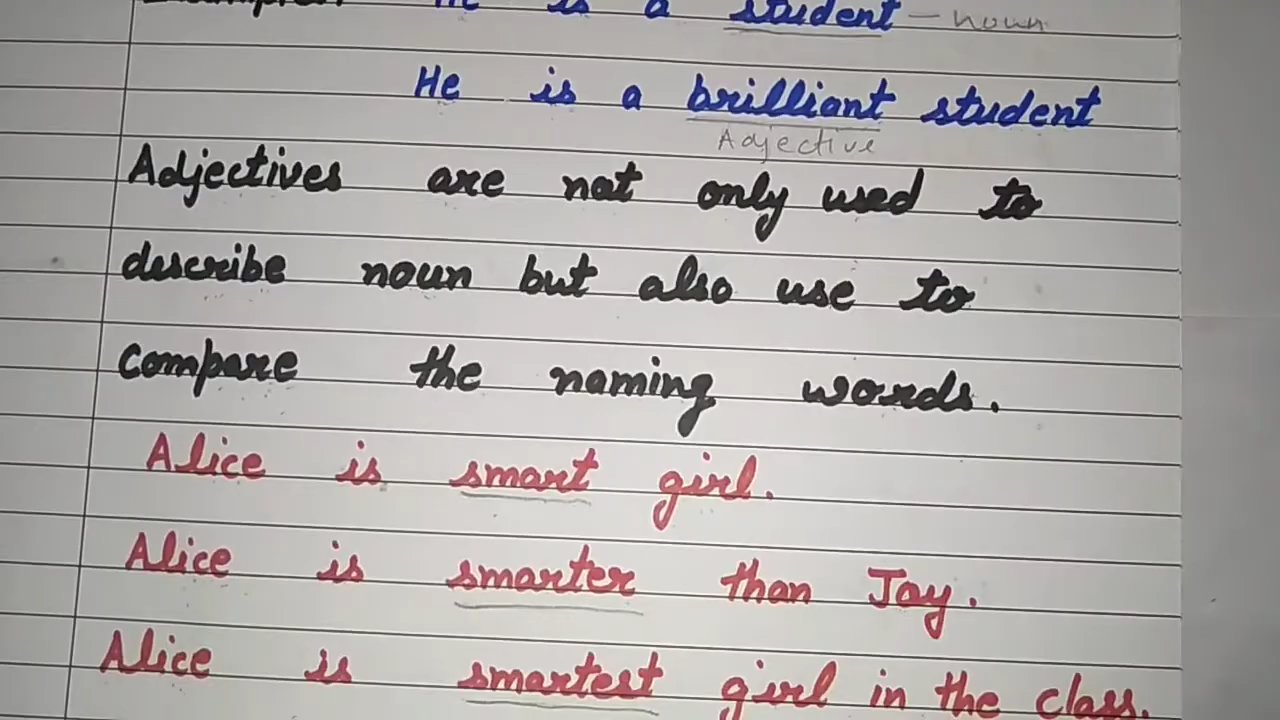 Example: He is a student — noun
He is a brilliant student
Adjective
Adjectives are not only used to
describe noun but also use to
compare the naming words.
Alice is smart girl.
Alice is smarter than Jay.
Alice is smartest girl in the class.